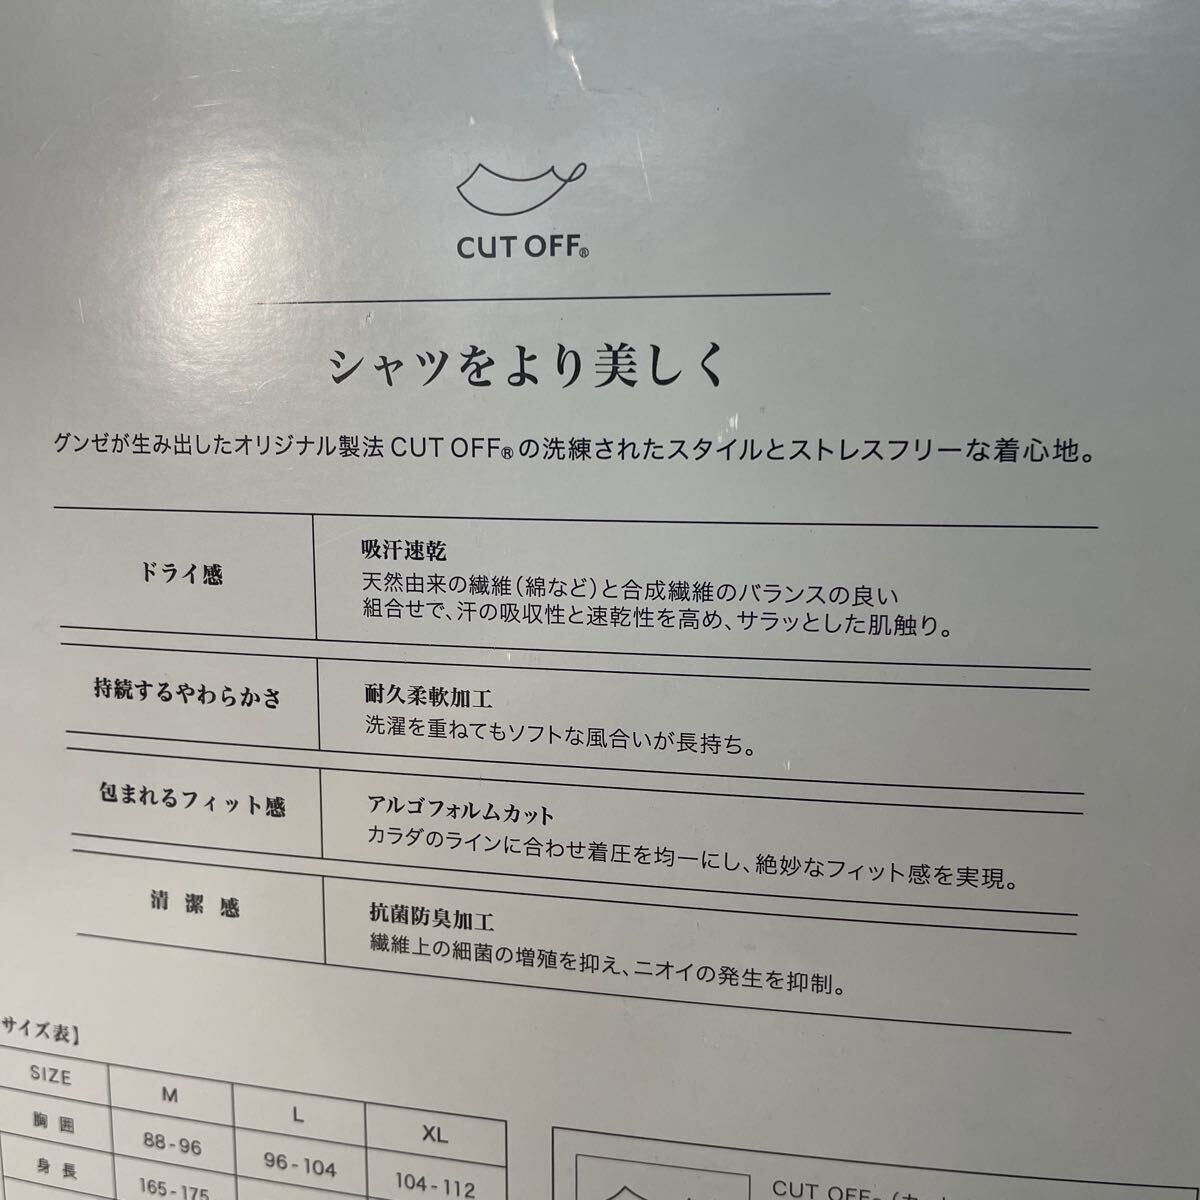 CUT OFF®
シャツをより美しく
グンゼが生み出したオリジナル製法 CUT OFF® の洗練されたスタイルとストレスフリーな着心地。
ドライ感
吸汗速乾
天然由来の繊維(綿など)と合成繊維のバランスの良い
組合せで、汗の吸収性と速乾性を高め、サラッとした肌触り。
持続するやわらかさ
耐久柔軟加工
洗濯を重ねてもソフトな風合いが長持ち。
包まれるフィット感
アルゴフォルムカット
カラダのラインに合わせ着圧を均一にし、絶妙なフィット感を実現。
清潔感
抗菌防臭加工
繊維上の細菌の増殖を抑え、ニオイの発生を抑制。
サイズ表】
SIZE M L XL
胸囲 88-96 96-104 104-112
身長 165-175
CUT OFF®